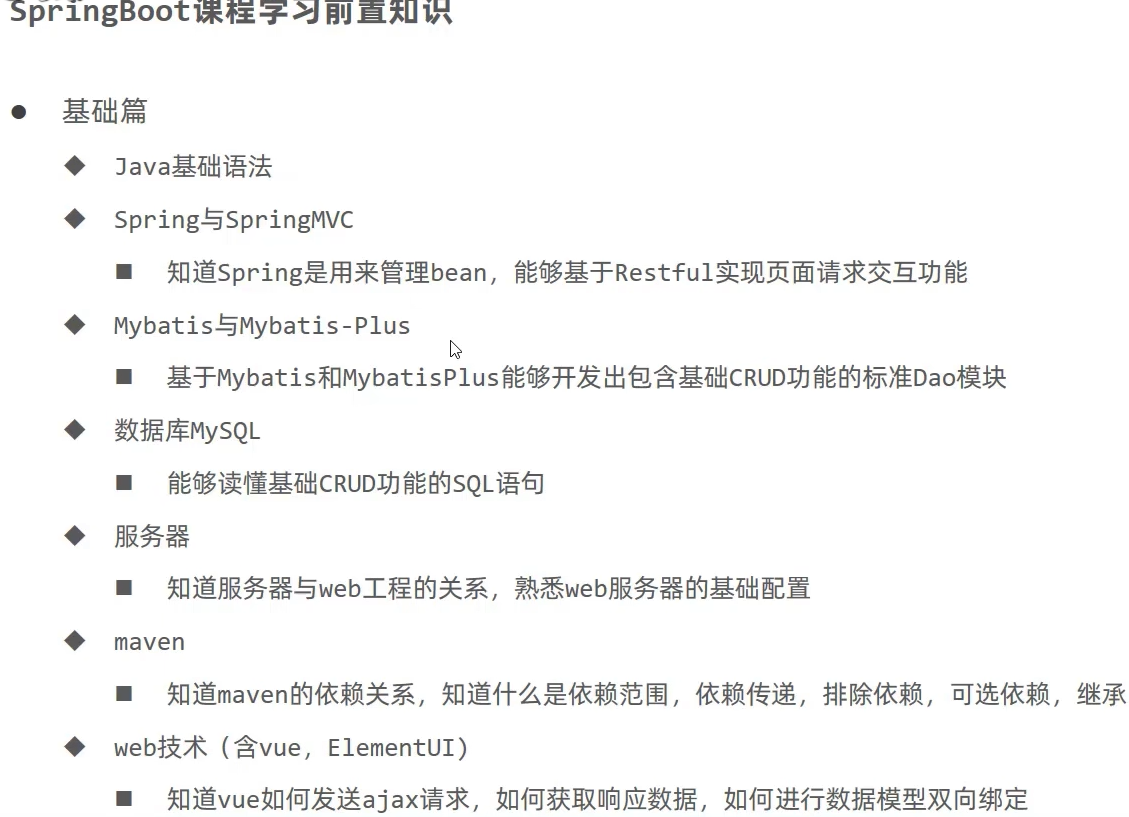 SpringBoot课程学习前置知识
基础篇
Java基础语法
Spring与SpringMVC
知道Spring是用来管理bean，能够基于Restful实现页面请求交互功能
Mybatis与Mybatis-Plus
基于Mybatis和MybatisPlus能够开发出包含基础CRUD功能的标准Dao模块
数据库MySQL
能够读懂基础CRUD功能的SQL语句
服务器
知道服务器与web工程的关系，熟悉web服务器的基础配置
maven
知道maven的依赖关系，知道什么是依赖范围，依赖传递，排除依赖，可选依赖，继承
web技术（含vue，ElementUI)
知道vue如何发送ajax请求，如何获取响应数据，如何进行数据模型双向绑定